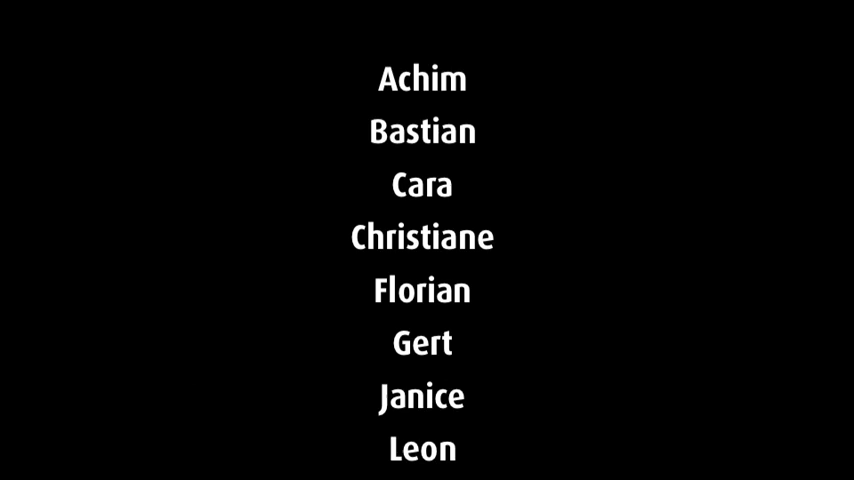 Achim
Bastian
Cara
Christiane
Florian
Gert
Janice
Leon